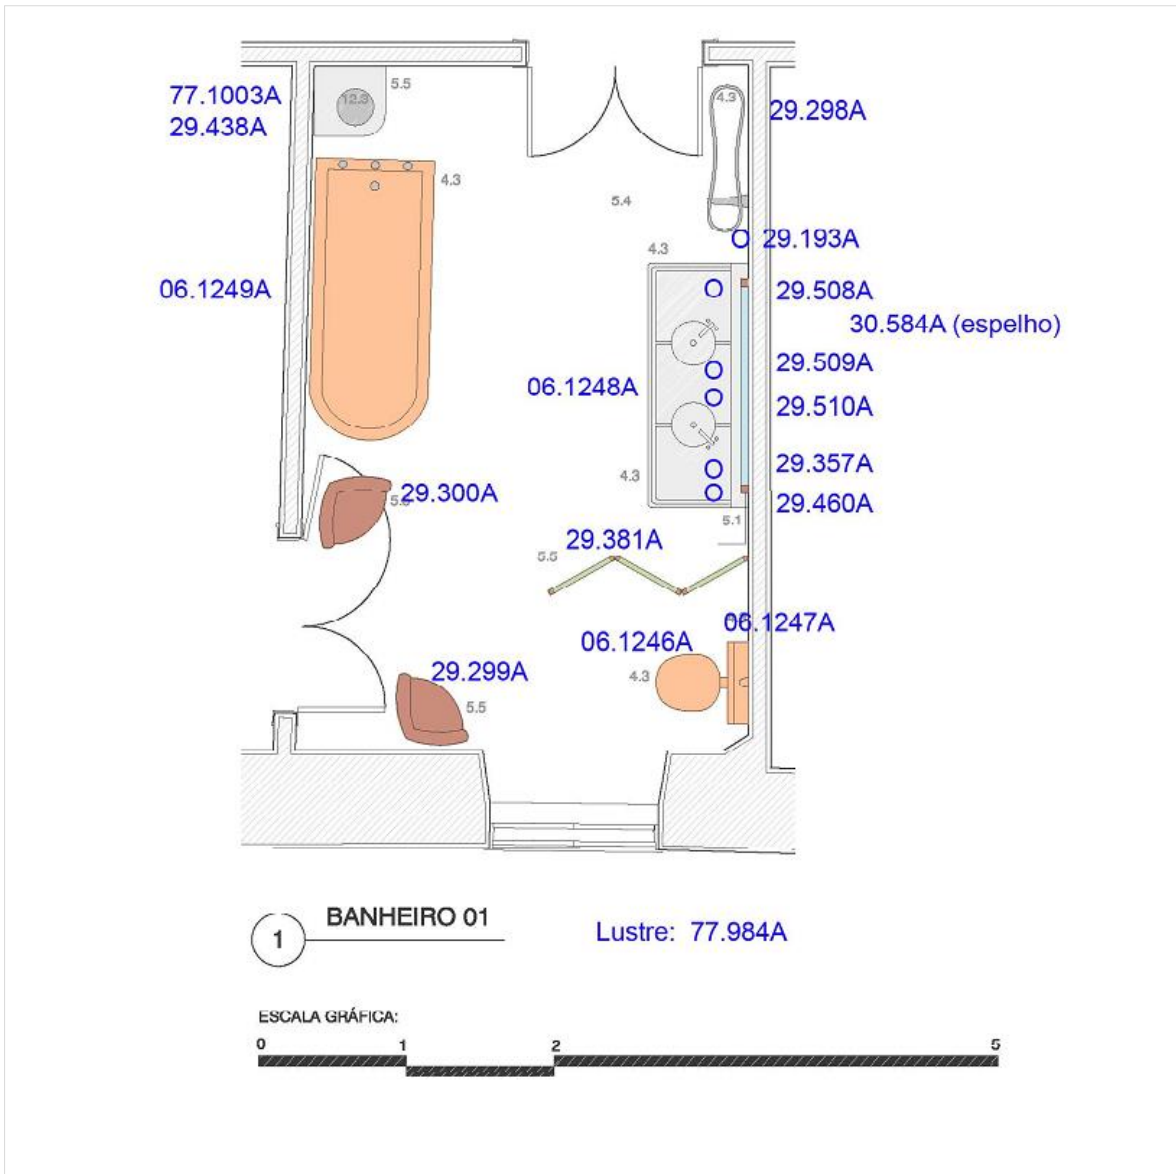 77.1003A
29.438A
5.5
12.3
4.3
29.298A
4.3
5.4
29.193A
4.3
06.1249A
29.508A
30.584A (espelho)
29.509A
06.1248A
29.510A
4.3
29.357A
29.300A
29.460A
5.1
29.381A
5.5
06.1247A
06.1246A
29.299A
4.3
5.5
1
BANHEIRO 01
Lustre: 77.984A
ESCALA GRÁFICA:
0 1 2 5